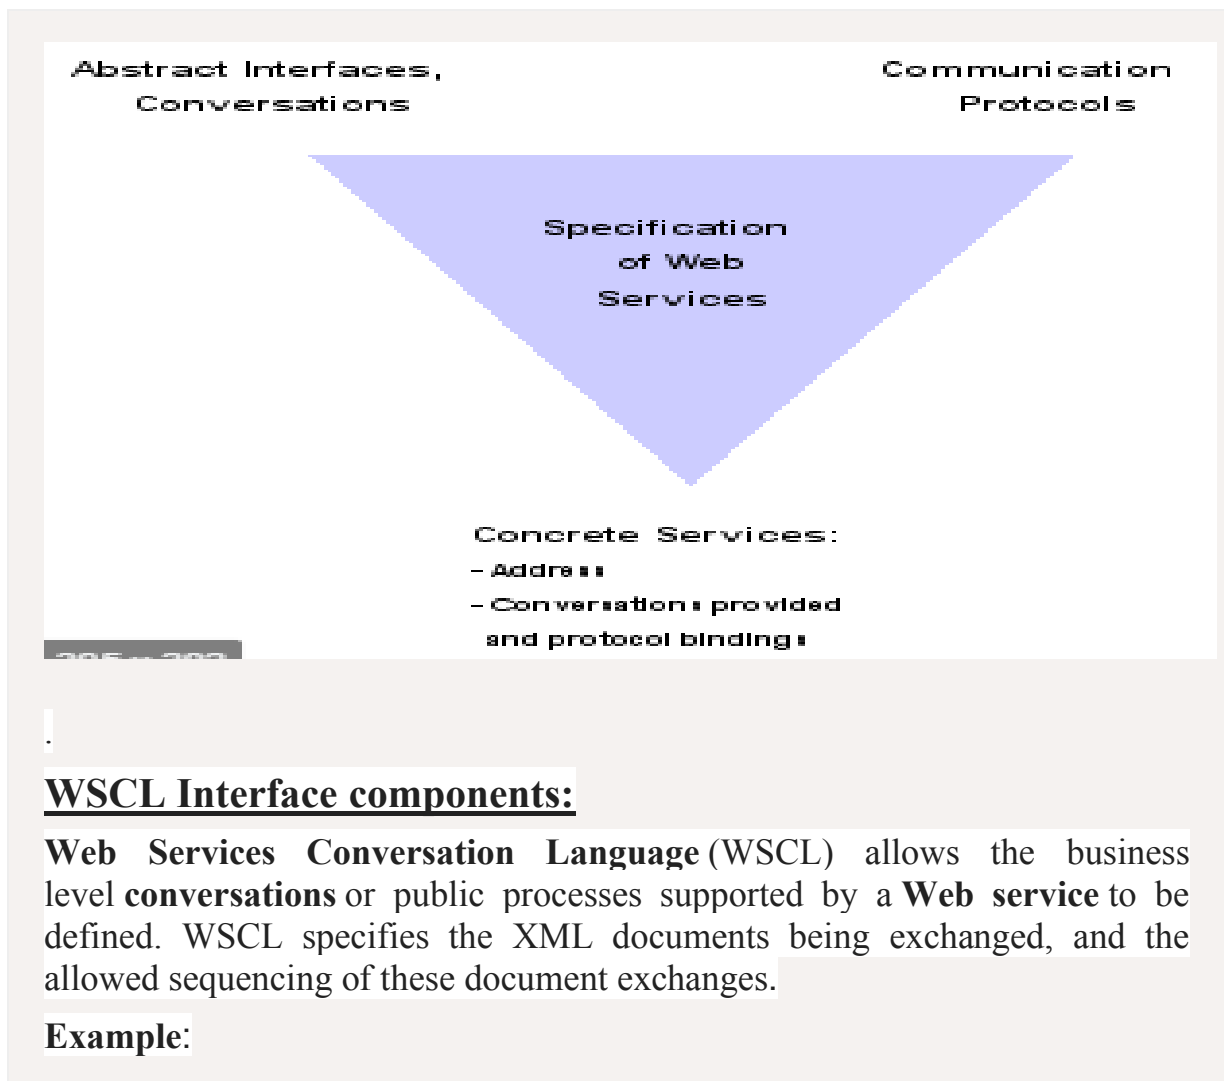 Abstract Interfaces,
Conversations
Communication
Protocols
Specification
of Web
Services
Concrete Services:
– Address
– Conversations provided
and protocol bindings
.
WSCL Interface components:
Web Services Conversation Language (WSCL) allows the business
level conversations or public processes supported by a Web service to be
defined. WSCL specifies the XML documents being exchanged, and the
allowed sequencing of these document exchanges.
Example: